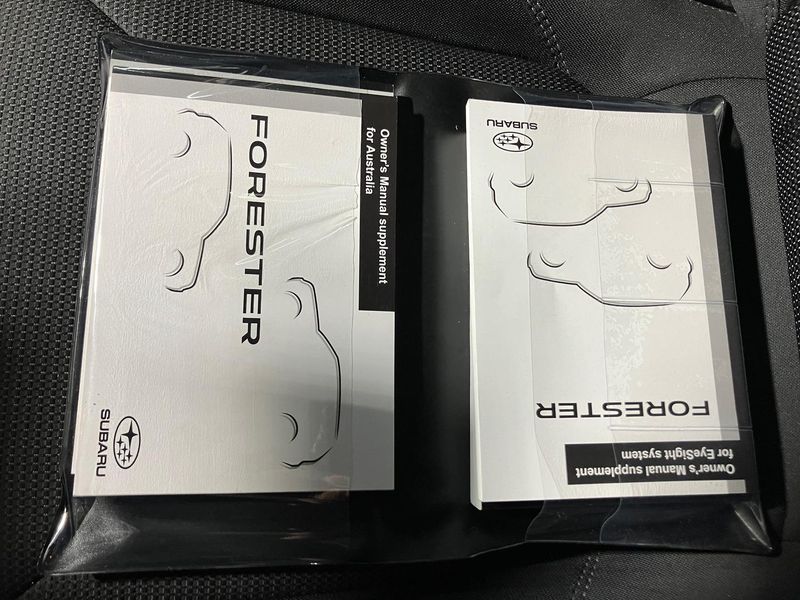 Owner's Manual supplement
for Australia
FORESTER
SUBARU
SUBARU
FORESTER
Owner's Manual supplement
for EyeSight system